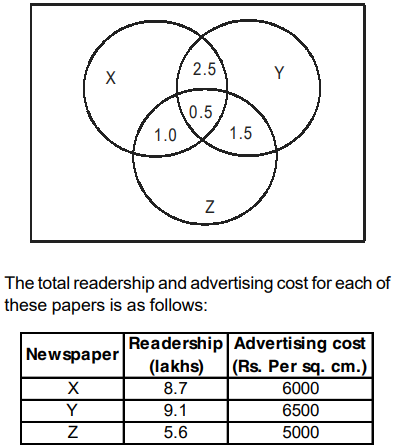 X
2.5
Y
0.5
1.0
1.5
Z
The total readership and advertising cost for each of
these papers is as follows:
Newspaper Readership (lakhs) Advertising cost (Rs. Per sq. cm.)
X 8.7 6000
Y 9.1 6500
Z 5.6 5000